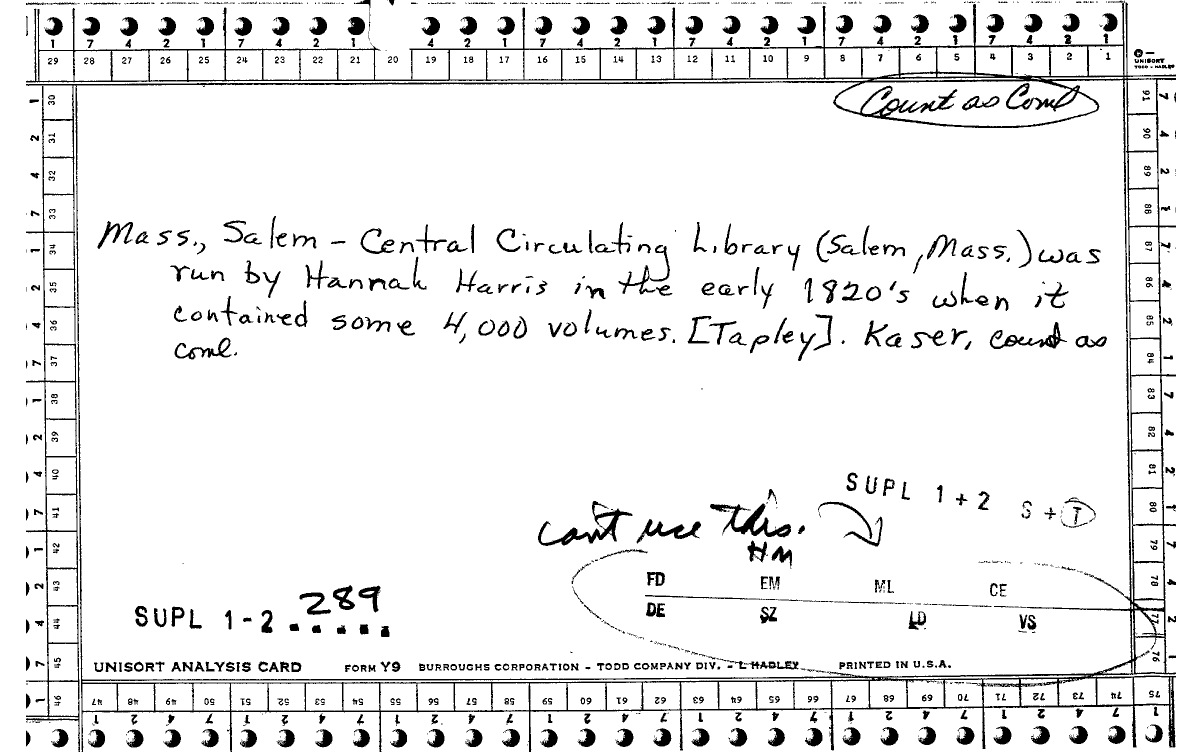 7 4 2 1 7 4 2 1 4 2 1 7 4 2 1 7 4 2 1 7 4 2 1 7 4 2 1
29 28 27 26 25 24 23 22 21 20 19 18 17 16 15 14 13 12 11 10 9 8 7 6 5 4 3 2 1
UNISORT
TODD - HADLEY
Count as Coml
Mass., Salem - Central Circulating Library (Salem, Mass.) was
run by Hannah Harris in the early 1820's when it
contained some 4,000 volumes. [Tapley]. Kaser, count as
coml.
SUPL 1+2 S+T
can't use this.
HM
FD EM ML CE
DE SZ LD VS
SUPL 1-2 289
UNISORT ANALYSIS CARD FORM Y9 BURROUGHS CORPORATION - TODD COMPANY DIV. - L HADLEY PRINTED IN U.S.A.
30 31 32 33 34 35 36 37 38 39 40 41 42 43 44 45 46
47 48 49 50 51 52 53 54 55 56 57 58 59 60 61 62 63 64 65 66 67 68 69 70 71 72 73 74 75
91 90 89 88 87 86 85 84 83 82 81 80 79 78 77 76